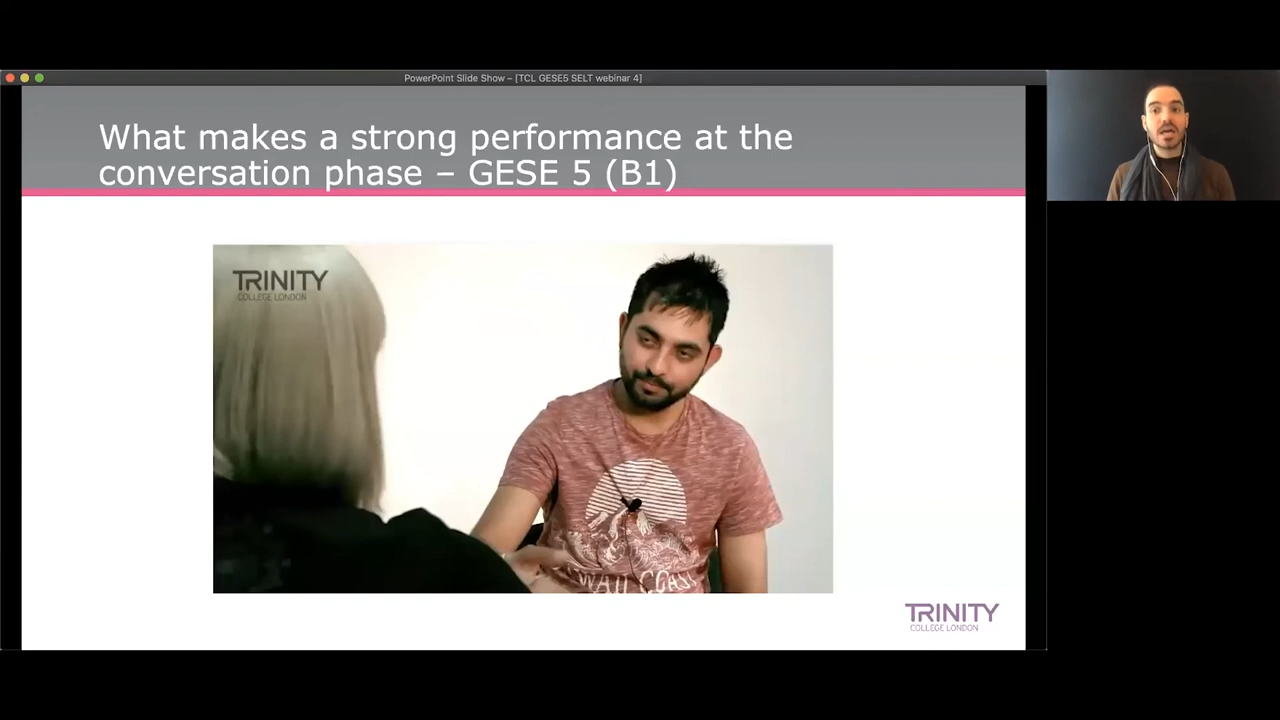 PowerPoint Slide Show – [TCL GESE5 SELT webinar 4]
What makes a strong performance at the
conversation phase – GESE 5 (B1)
TRINITY
COLLEGE LONDON
TRINITY
COLLEGE LONDON